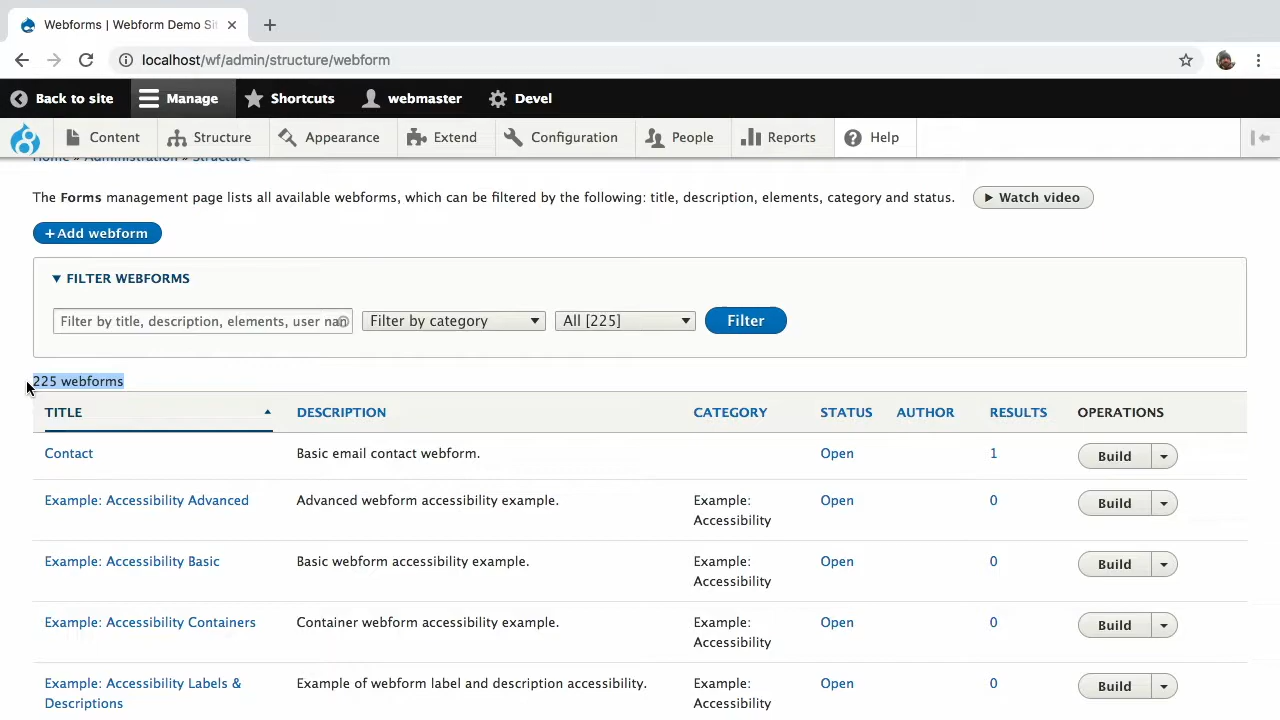 Webforms | Webform Demo Si
localhost/wf/admin/structure/webform
Back to site Manage Shortcuts webmaster Devel
Content Structure Appearance Extend Configuration People Reports Help
Home » Administration » Structure
The Forms management page lists all available webforms, which can be filtered by the following: title, description, elements, category and status. Watch video
+ Add webform
FILTER WEBFORMS
Filter by title, description, elements, user nan Filter by category All [225] Filter
225 webforms
TITLE DESCRIPTION CATEGORY STATUS AUTHOR RESULTS OPERATIONS
Contact Basic email contact webform. Open 1 Build
Example: Accessibility Advanced Advanced webform accessibility example. Example: Open 0 Build
Accessibility
Example: Accessibility Basic Basic webform accessibility example. Example: Open 0 Build
Accessibility
Example: Accessibility Containers Container webform accessibility example. Example: Open 0 Build
Accessibility
Example: Accessibility Labels & Example of webform label and description accessibility. Example: Open 0 Build
Descriptions Accessibility